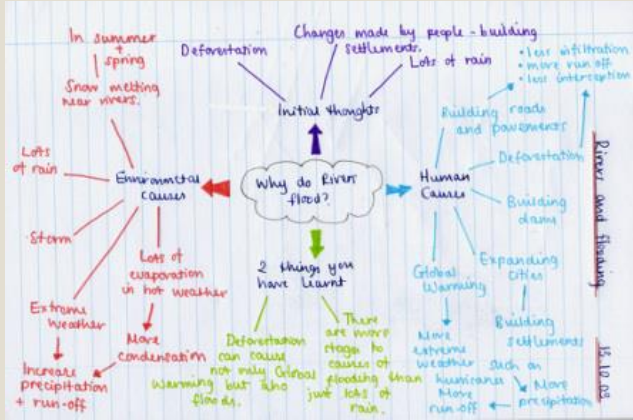 In summer
+
spring
Snow melting
near rivers.
Lots
of rain
Storm
Extreme
weather
Increase
precipitation
+ run-off
Lots of
evaporation
in hot weather
More
condensation
Enviromental
causes
Deforestation
Changes made by people - building
settlements.
Lots of rain
Initial thoughts
Why do Rivers
flood?
2 things you
have learnt
Deforestation
can cause
not only Global
Warming but also
floods.
There
are more
stages to
causes of
flooding than
just lots of
rain.
Human
Causes
Building roads
and pavements
• less infiltration
• more run off
• less interception
Deforestation
Building
dams
Expanding
cities
Building
settlements
Global
Warming
More
extreme
weather such as
hurricanes
More
precipitation
More
run-off
Rivers and flooding
15.12.09